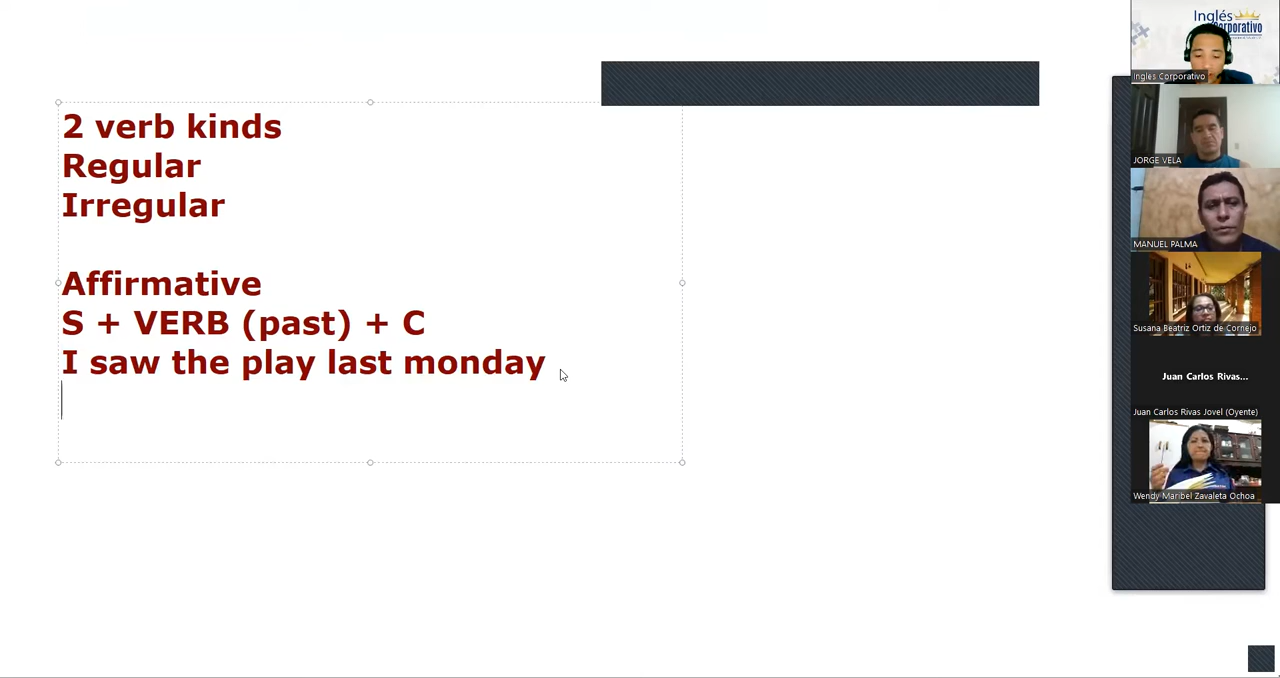 2 verb kinds
Regular
Irregular
Affirmative
S + VERB (past) + C
I saw the play last monday
Inglés
Corporativo
Ingles Corporativo
JORGE VELA
MANUEL PALMA
Susana Beatriz Ortiz de Cornejo
Juan Carlos Rivas...
Juan Carlos Rivas Jovel (Oyente)
Wendy Maribel Zavaleta Ochoa